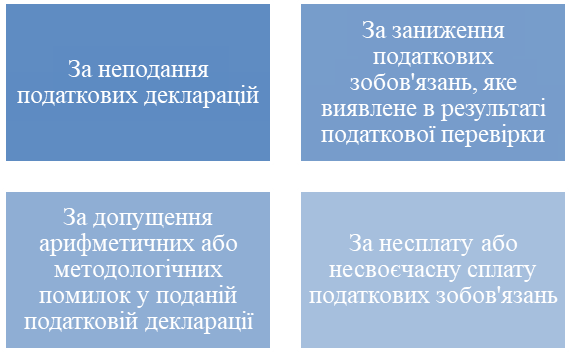 За неподання
податкових декларацій
За заниження
податкових
зобов'язань, яке
виявлене в результаті
податкової перевірки
За допущення
арифметичних або
методологічних
помилок у поданій
податковій декларації
За несплату або
несвоєчасну сплату
податкових зобов'язань